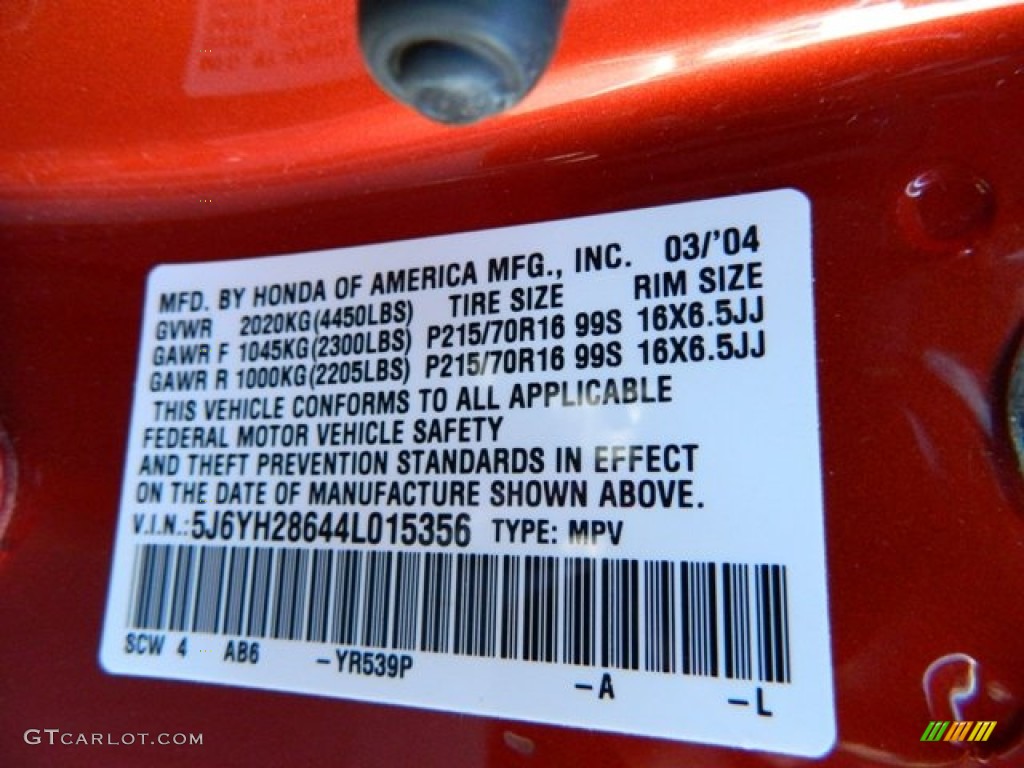 MFD. BY HONDA OF AMERICA MFG., INC. 03/'04
GVWR 2020KG(4450LBS) TIRE SIZE RIM SIZE
GAWR F 1045KG(2300LBS) P215/70R16 99S 16X6.5JJ
GAWR R 1000KG(2205LBS) P215/70R16 99S 16X6.5JJ
THIS VEHICLE CONFORMS TO ALL APPLICABLE
FEDERAL MOTOR VEHICLE SAFETY
AND THEFT PREVENTION STANDARDS IN EFFECT
ON THE DATE OF MANUFACTURE SHOWN ABOVE.
V.I.N.:5J6YH28644L015356 TYPE: MPV
SCW 4 AB6 -YR539P -A -L
GTCARLOT.COM